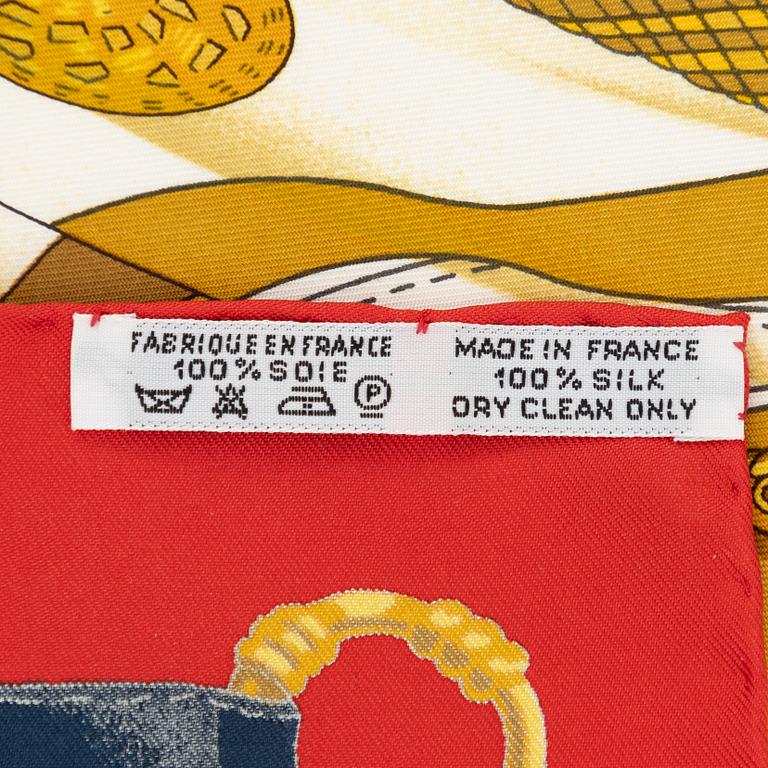 FABRIQUE EN FRANCE
100% SOIE
P
MADE IN FRANCE
100% SILK
DRY CLEAN ONLY